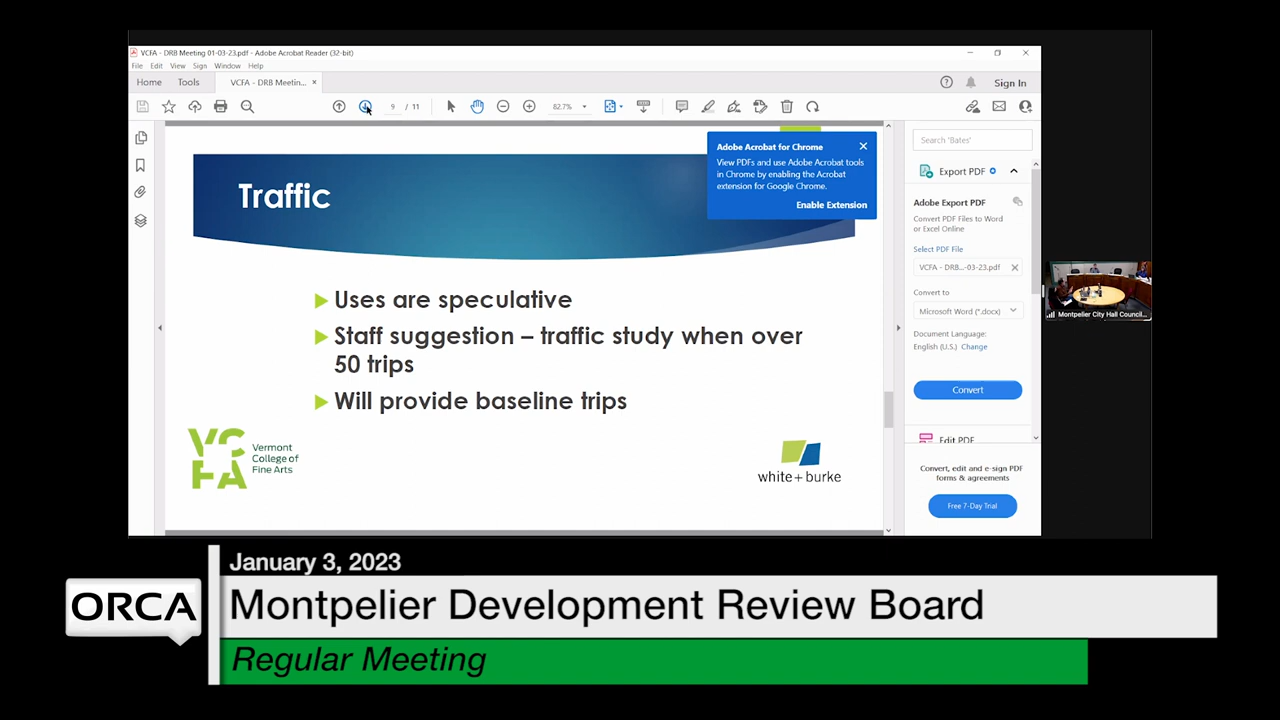 VCFA - DRB Meeting 01-03-23.pdf - Adobe Acrobat Reader (32-bit)
File Edit View Sign Window Help
Home Tools VCFA - DRB Meetin... × Sign In
9 / 11 82.7%
Traffic
Uses are speculative
Staff suggestion – traffic study when over
50 trips
Will provide baseline trips
VCFA
Vermont
College of
Fine Arts
white + burke
Adobe Acrobat for Chrome
View PDFs and use Adobe Acrobat tools
in Chrome by enabling the Acrobat
extension for Google Chrome.
Enable Extension
Search 'Bates'
Export PDF
Adobe Export PDF
Convert PDF Files to Word
or Excel Online
Select PDF File
VCFA - DRB...-03-23.pdf
Convert to
Microsoft Word (*.docx)
Document Language:
English (U.S.) Change
Convert
Edit PDF
Convert, edit and e-sign PDF
forms & agreements
Free 7-Day Trial
Montpelier City Hall Council...
January 3, 2023
ORCA
Montpelier Development Review Board
Regular Meeting